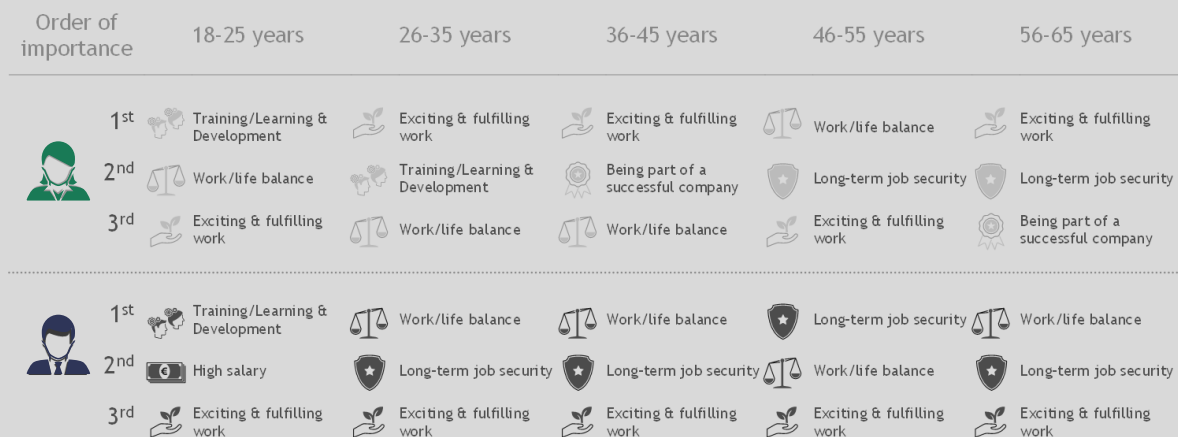 Order of
importance
18-25 years
26-35 years
36-45 years
46-55 years
56-65 years
1st
Training/Learning &
Development
Exciting & fulfilling
work
Exciting & fulfilling
work
Work/life balance
Exciting & fulfilling
work
2nd
Work/life balance
Training/Learning &
Development
Being part of a
successful company
Long-term job security
Long-term job security
3rd
Exciting & fulfilling
work
Work/life balance
Work/life balance
Exciting & fulfilling
work
Being part of a
successful company
1st
Training/Learning &
Development
Work/life balance
Work/life balance
Long-term job security
Work/life balance
2nd
€
High salary
Long-term job security
Long-term job security
Work/life balance
Long-term job security
3rd
Exciting & fulfilling
work
Exciting & fulfilling
work
Exciting & fulfilling
work
Exciting & fulfilling
work
Exciting & fulfilling
work